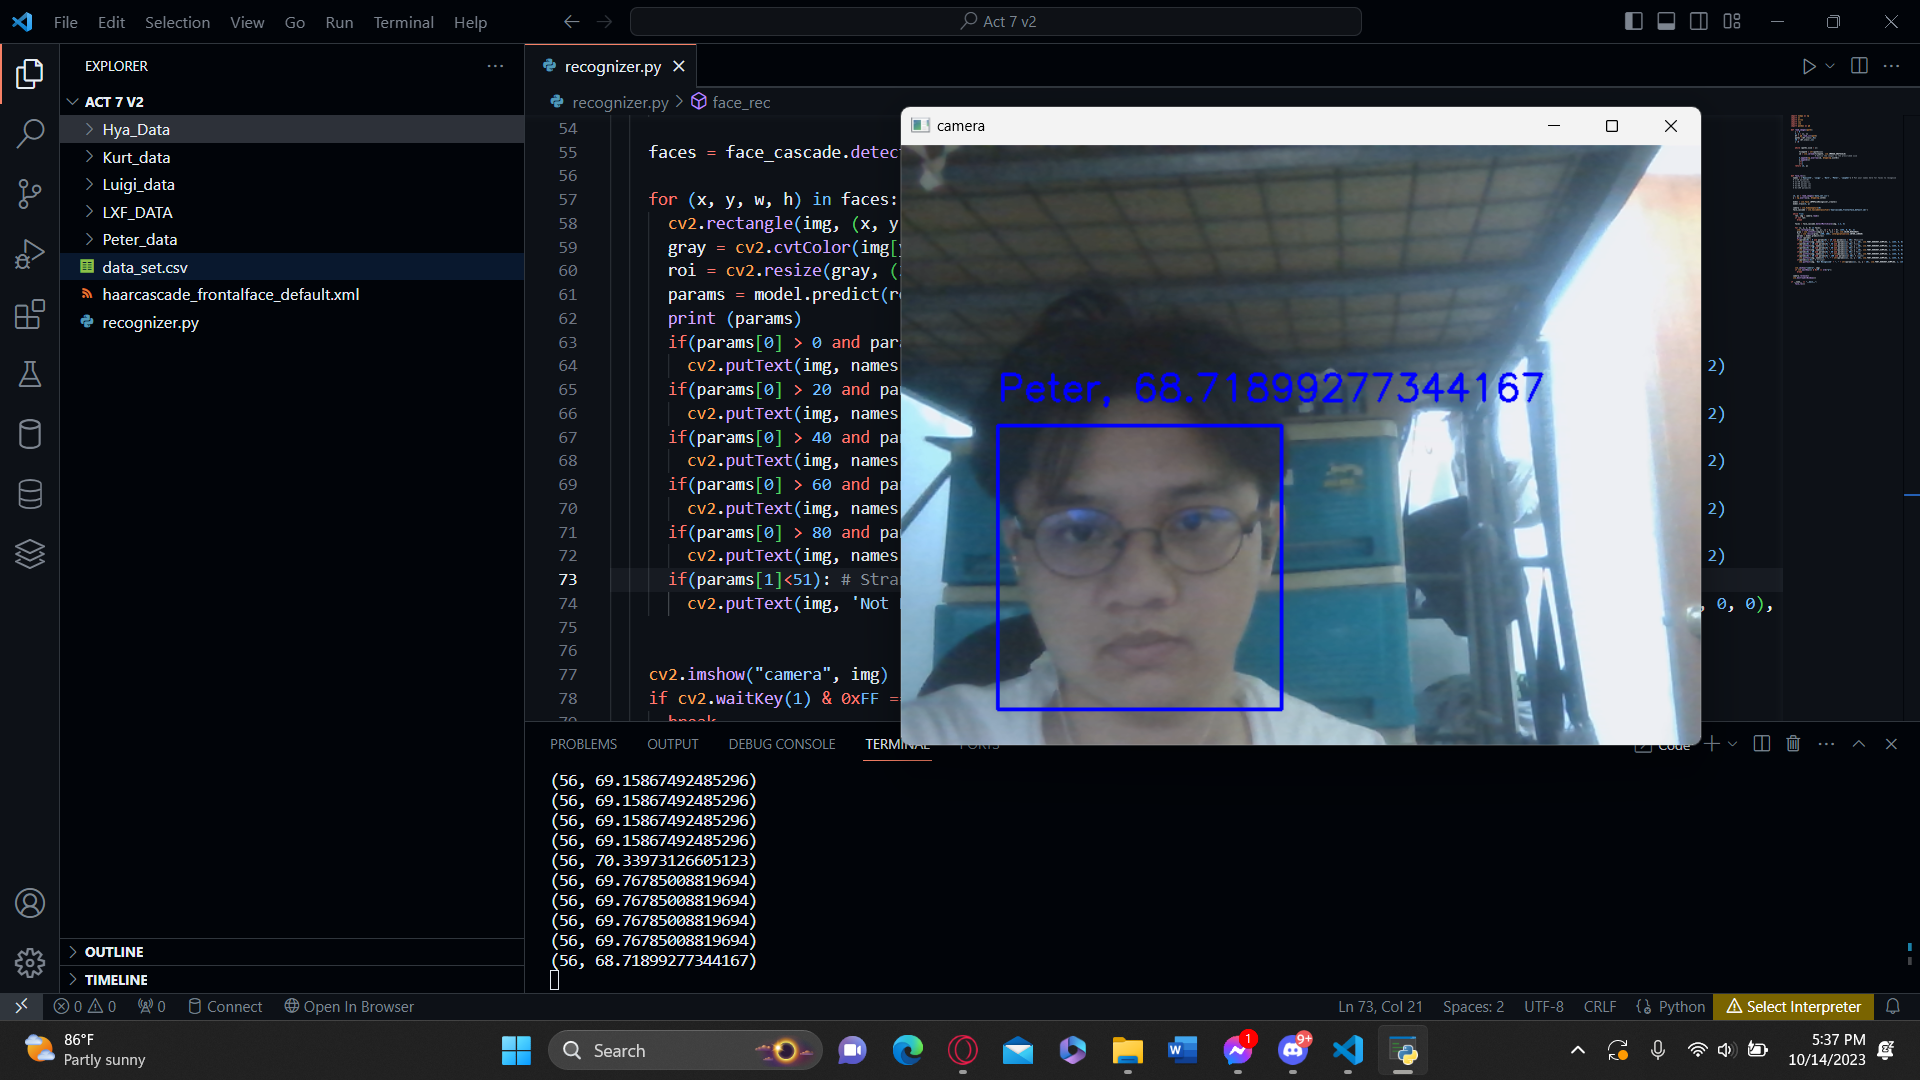 File Edit Selection View Go Run Terminal Help
Act 7 v2
EXPLORER
ACT 7 V2
Hya_Data
Kurt_data
Luigi_data
LXF_DATA
Peter_data
data_set.csv
haarcascade_frontalface_default.xml
recognizer.py
OUTLINE
TIMELINE
recognizer.py
recognizer.py > face_rec
54
55 faces = face_cascade.detec
56
57 for (x, y, w, h) in faces:
58 cv2.rectangle(img, (x, y
59 gray = cv2.cvtColor(img[y
60 roi = cv2.resize(gray, (
61 params = model.predict(r
62 print (params)
63 if(params[0] > 0 and par
64 cv2.putText(img, names 2)
65 if(params[0] > 20 and pa
66 cv2.putText(img, names 2)
67 if(params[0] > 40 and pa
68 cv2.putText(img, names 2)
69 if(params[0] > 60 and pa
70 cv2.putText(img, names 2)
71 if(params[0] > 80 and pa
72 cv2.putText(img, names 2)
73 if(params[1]<51): # Stra
74 cv2.putText(img, 'Not , 0, 0),
75
76
77 cv2.imshow("camera", img)
78 if cv2.waitKey(1) & 0xFF =
break
camera
Peter, 68.71899277344167
PROBLEMS OUTPUT DEBUG CONSOLE TERMINAL PORTS Code
(56, 69.15867492485296)
(56, 69.15867492485296)
(56, 69.15867492485296)
(56, 69.15867492485296)
(56, 70.33973126605123)
(56, 69.76785008819694)
(56, 69.76785008819694)
(56, 69.76785008819694)
(56, 69.76785008819694)
(56, 68.71899277344167)
0 0 0 Connect Open In Browser Ln 73, Col 21 Spaces: 2 UTF-8 CRLF Python Select Interpreter
86°F
Partly sunny
Search
1
9+
5:37 PM
10/14/2023